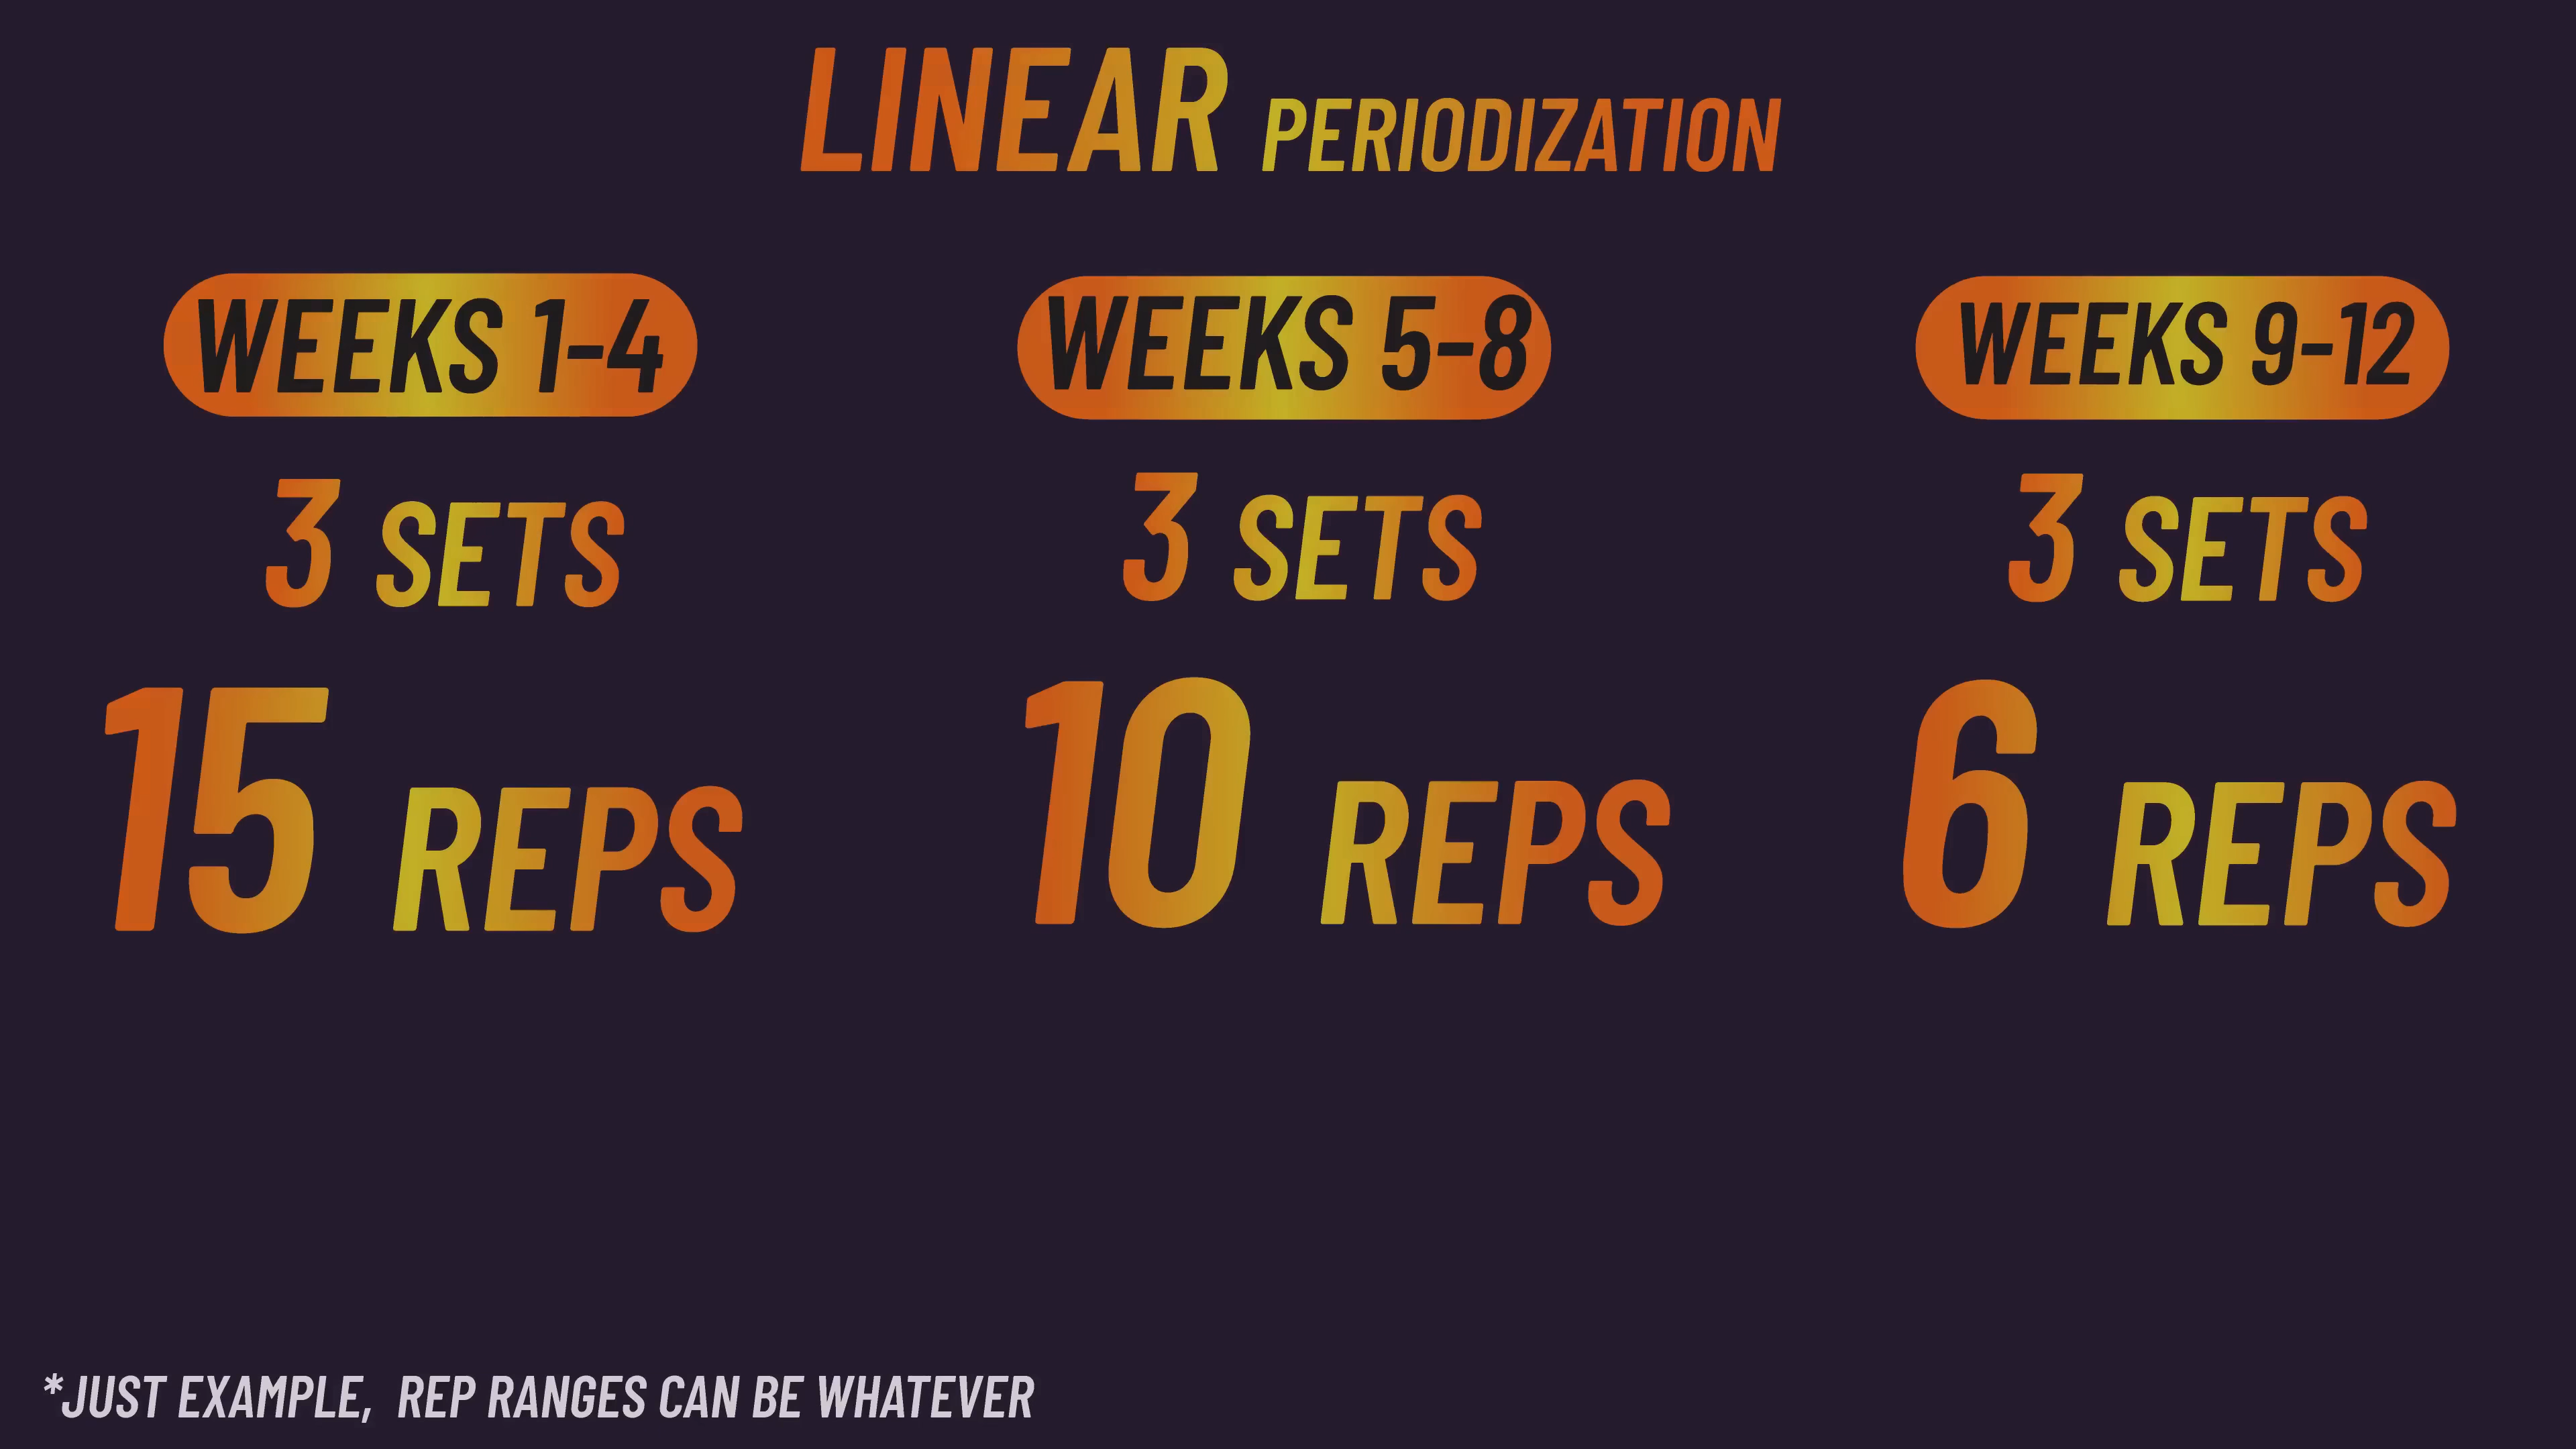 LINEAR PERIODIZATION
WEEKS 1-4
3 SETS
15 REPS
WEEKS 5-8
3 SETS
10 REPS
WEEKS 9-12
3 SETS
6 REPS
*JUST EXAMPLE, REP RANGES CAN BE WHATEVER